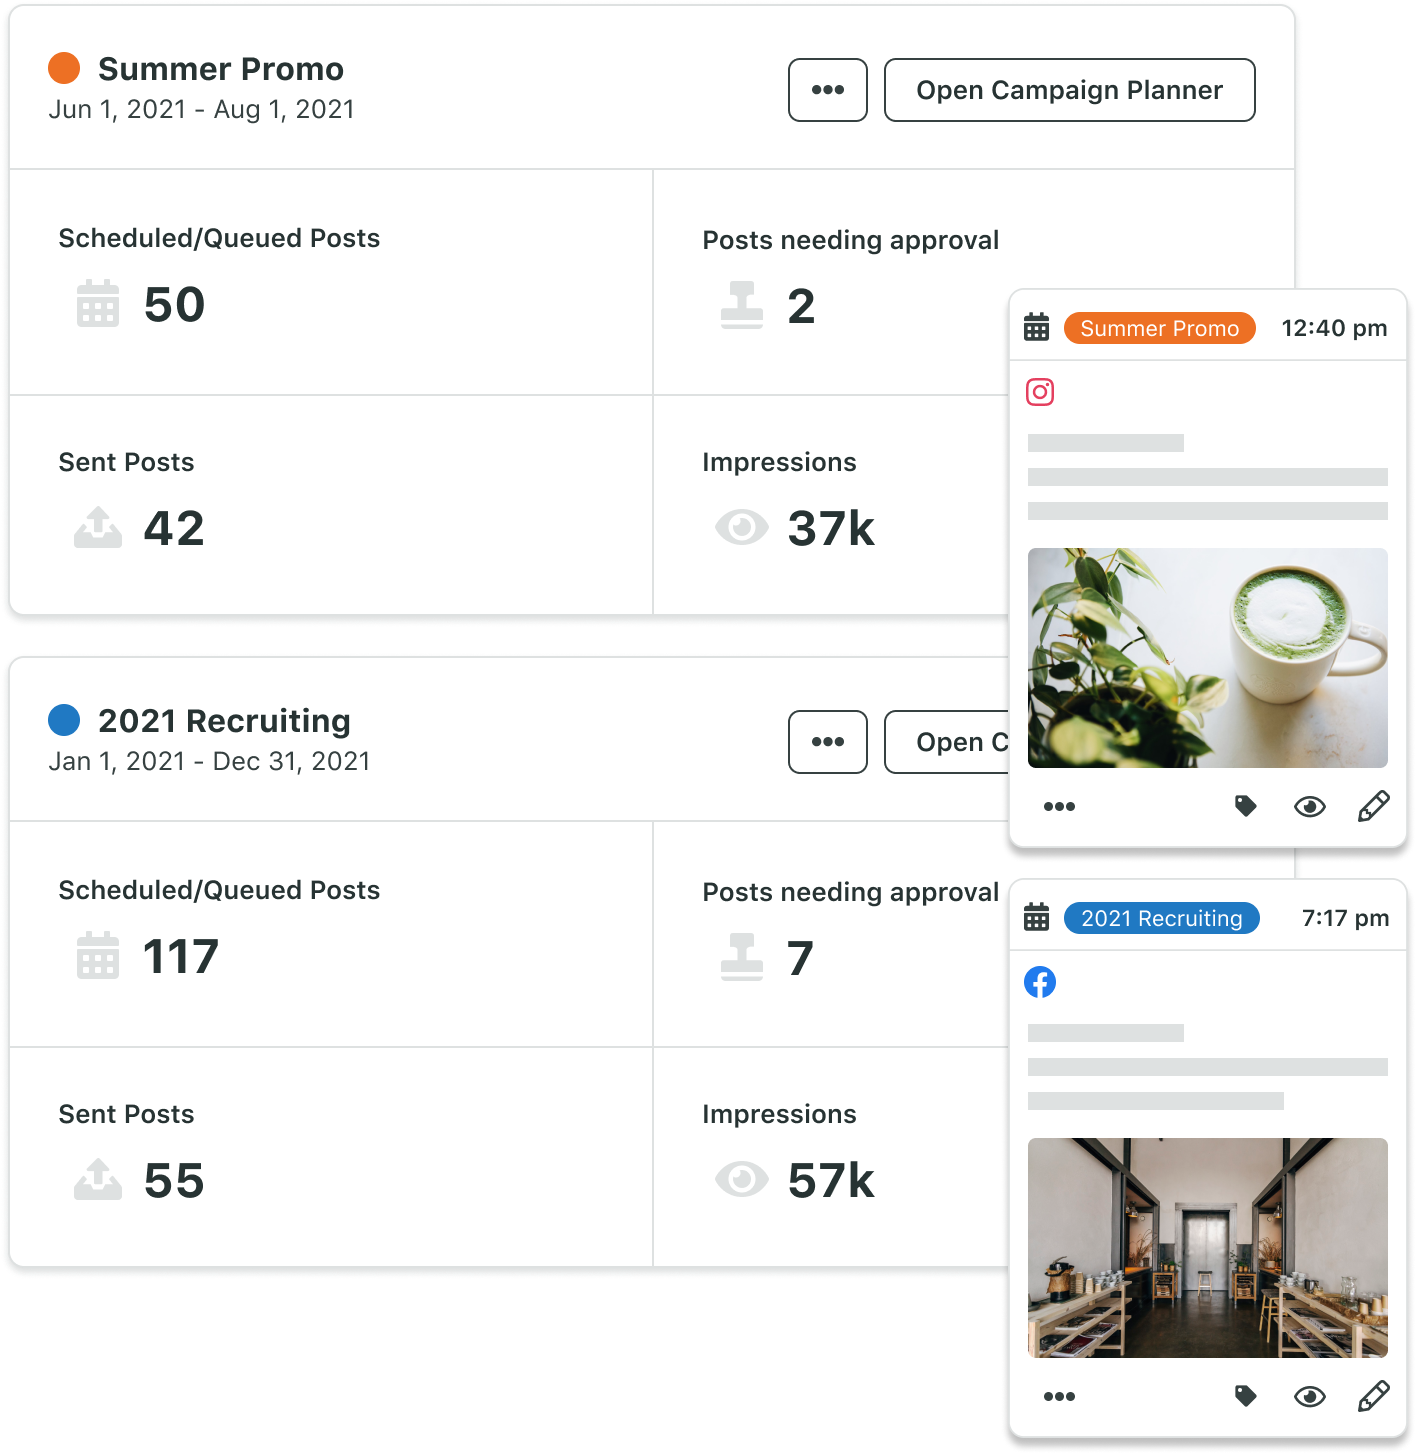 Summer Promo
Jun 1, 2021 - Aug 1, 2021
Open Campaign Planner
Scheduled/Queued Posts
50
Posts needing approval
2
Sent Posts
42
Impressions
37k
Summer Promo
12:40 pm
2021 Recruiting
Jan 1, 2021 - Dec 31, 2021
Open C
Scheduled/Queued Posts
117
Posts needing approval
7
Sent Posts
55
Impressions
57k
2021 Recruiting
7:17 pm